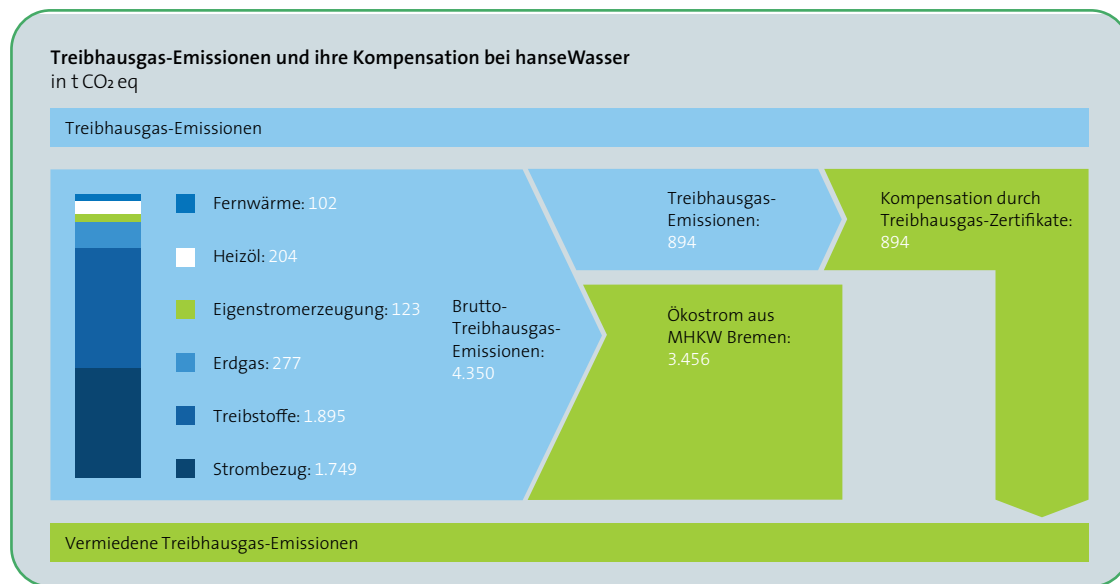 Treibhausgas-Emissionen und ihre Kompensation bei hanseWasser
in t CO₂ eq
Treibhausgas-Emissionen
Fernwärme: 102
Heizöl: 204
Eigenstromerzeugung: 123
Erdgas: 277
Treibstoffe: 1.895
Strombezug: 1.749
Brutto-
Treibhausgas-
Emissionen:
4.350
Treibhausgas-
Emissionen:
894
Ökostrom aus
MHKW Bremen:
3.456
Kompensation durch
Treibhausgas-Zertifikate:
894
Vermiedene Treibhausgas-Emissionen